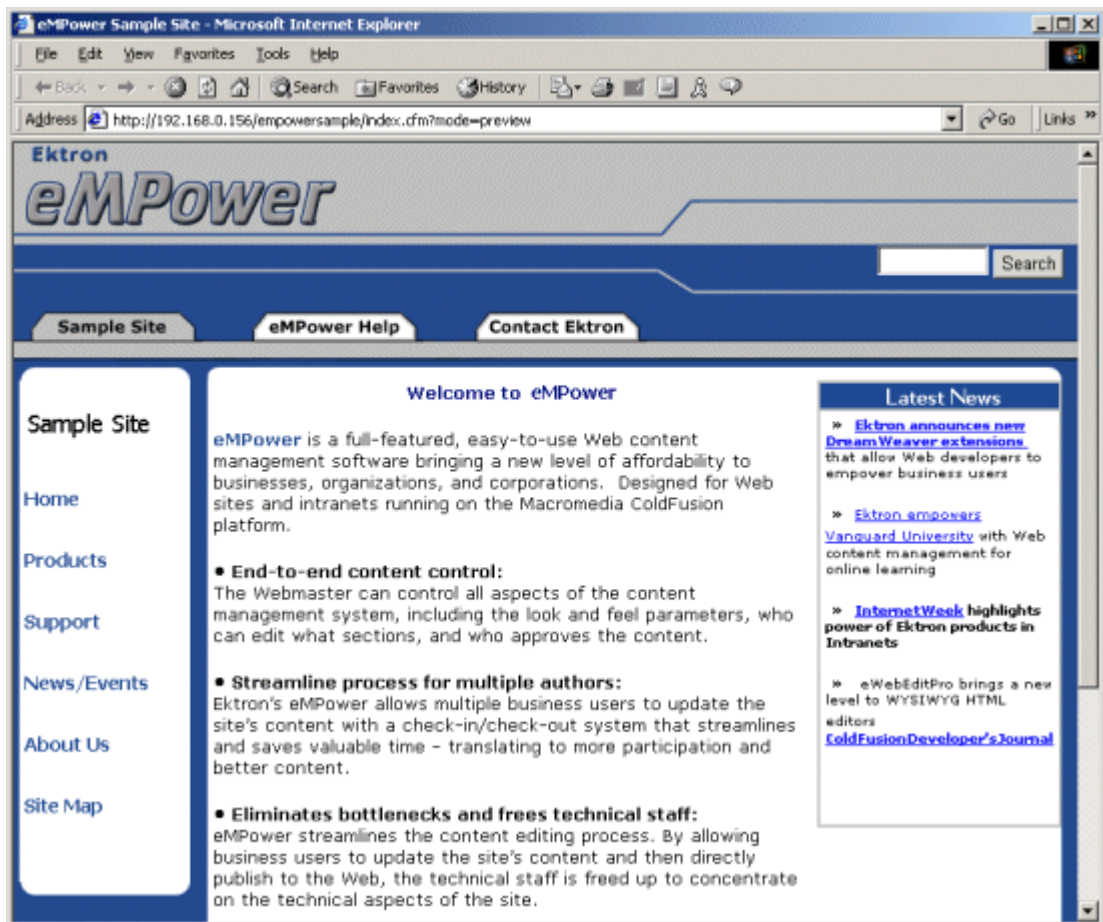 eMPower Sample Site - Microsoft Internet Explorer
File Edit View Favorites Tools Help
Back Search Favorites History
Address http://192.168.0.156/empowersample/index.cfm?mode=preview Go Links »
Ektron
eMPower
Search
Sample Site eMPower Help Contact Ektron
Sample Site
Home
Products
Support
News/Events
About Us
Site Map
Welcome to eMPower
eMPower is a full-featured, easy-to-use Web content
management software bringing a new level of affordability to
businesses, organizations, and corporations. Designed for Web
sites and intranets running on the Macromedia ColdFusion
platform.
• End-to-end content control:
The Webmaster can control all aspects of the content
management system, including the look and feel parameters, who
can edit what sections, and who approves the content.
• Streamline process for multiple authors:
Ektron's eMPower allows multiple business users to update the
site's content with a check-in/check-out system that streamlines
and saves valuable time – translating to more participation and
better content.
• Eliminates bottlenecks and frees technical staff:
eMPower streamlines the content editing process. By allowing
business users to update the site's content and then directly
publish to the Web, the technical staff is freed up to concentrate
on the technical aspects of the site.
Latest News
» Ektron announces new
DreamWeaver extensions
that allow Web developers to
empover business users
» Ektron empowers
Vanguard University with Web
content management for
online learning
» InternetWeek highlights
power of Ektron products in
Intranets
» eWebEditPro brings a new
level to WYSIWYG HTML
editors
ColdFusionDeveloper'sJournal